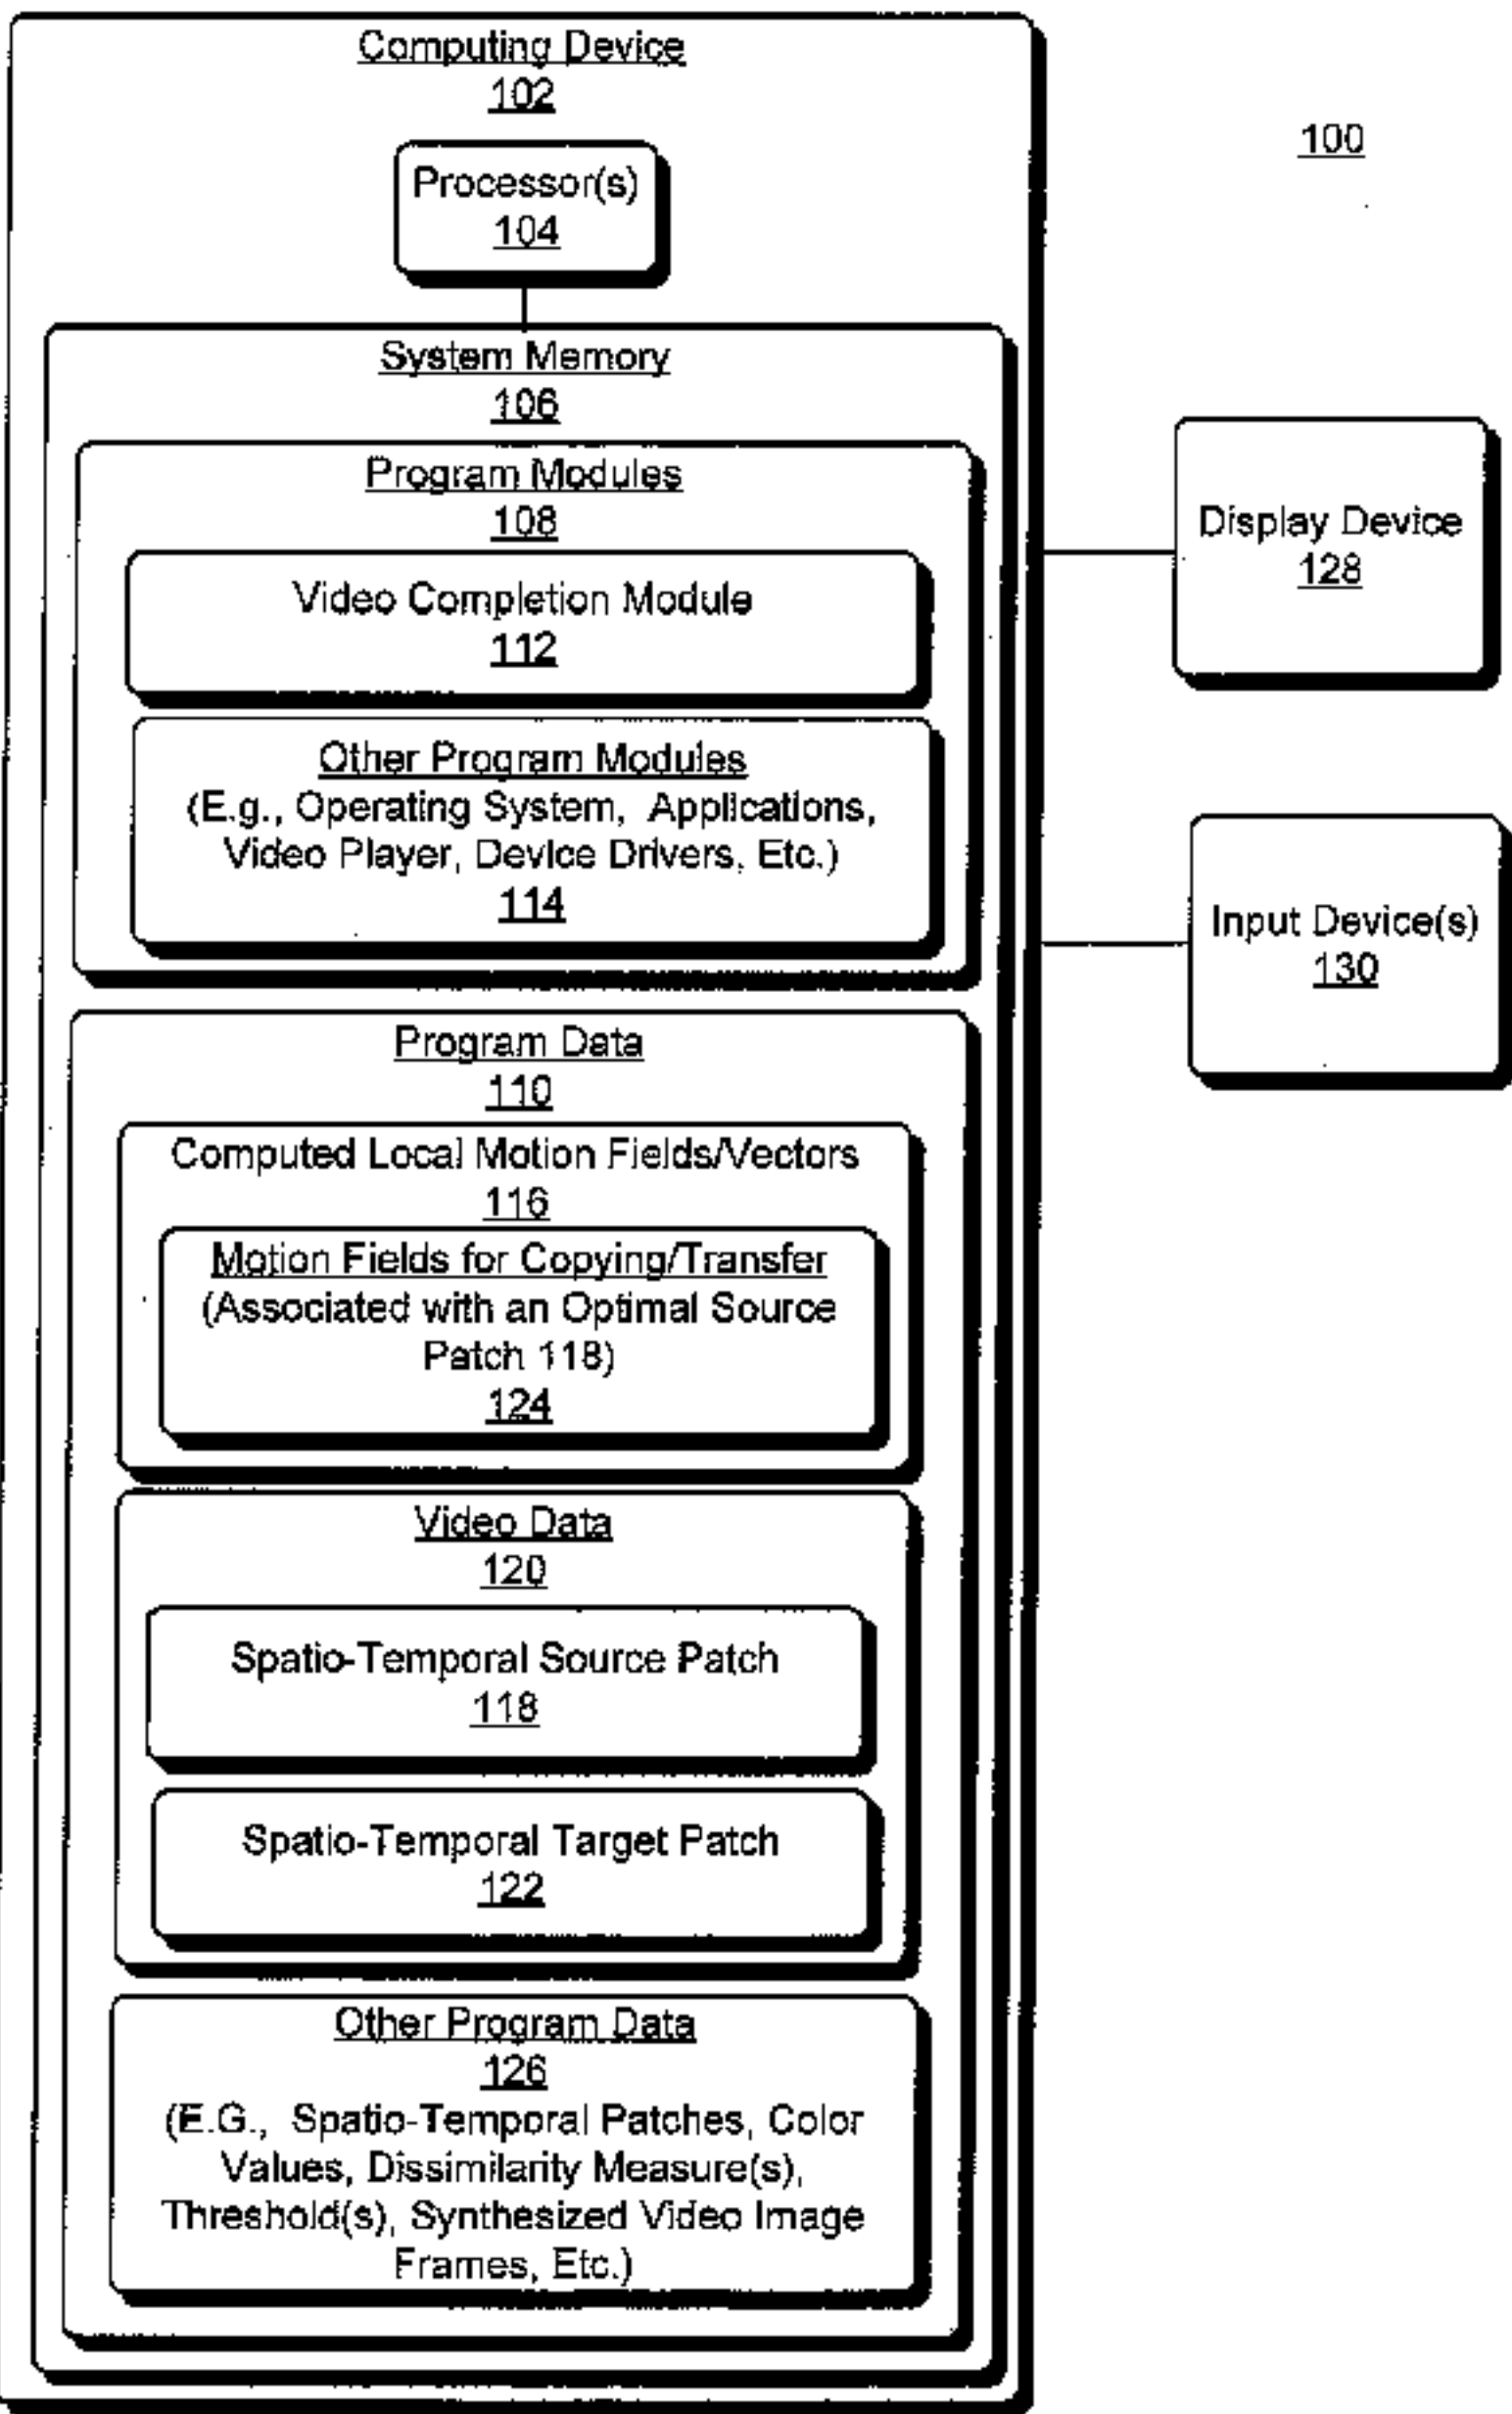 Computing Device
102
100
Processor(s)
104
System Memory
106
Program Modules
108
Video Completion Module
112
Other Program Modules
(E.g., Operating System, Applications,
Video Player, Device Drivers, Etc.)
114
Display Device
128
Input Device(s)
130
Program Data
110
Computed Local Motion Fields/Vectors
116
Motion Fields for Copying/Transfer
(Associated with an Optimal Source
Patch 118)
124
Video Data
120
Spatio-Temporal Source Patch
118
Spatio-Temporal Target Patch
122
Other Program Data
126
(E.G., Spatio-Temporal Patches, Color
Values, Dissimilarity Measure(s),
Threshold(s), Synthesized Video Image
Frames, Etc.)